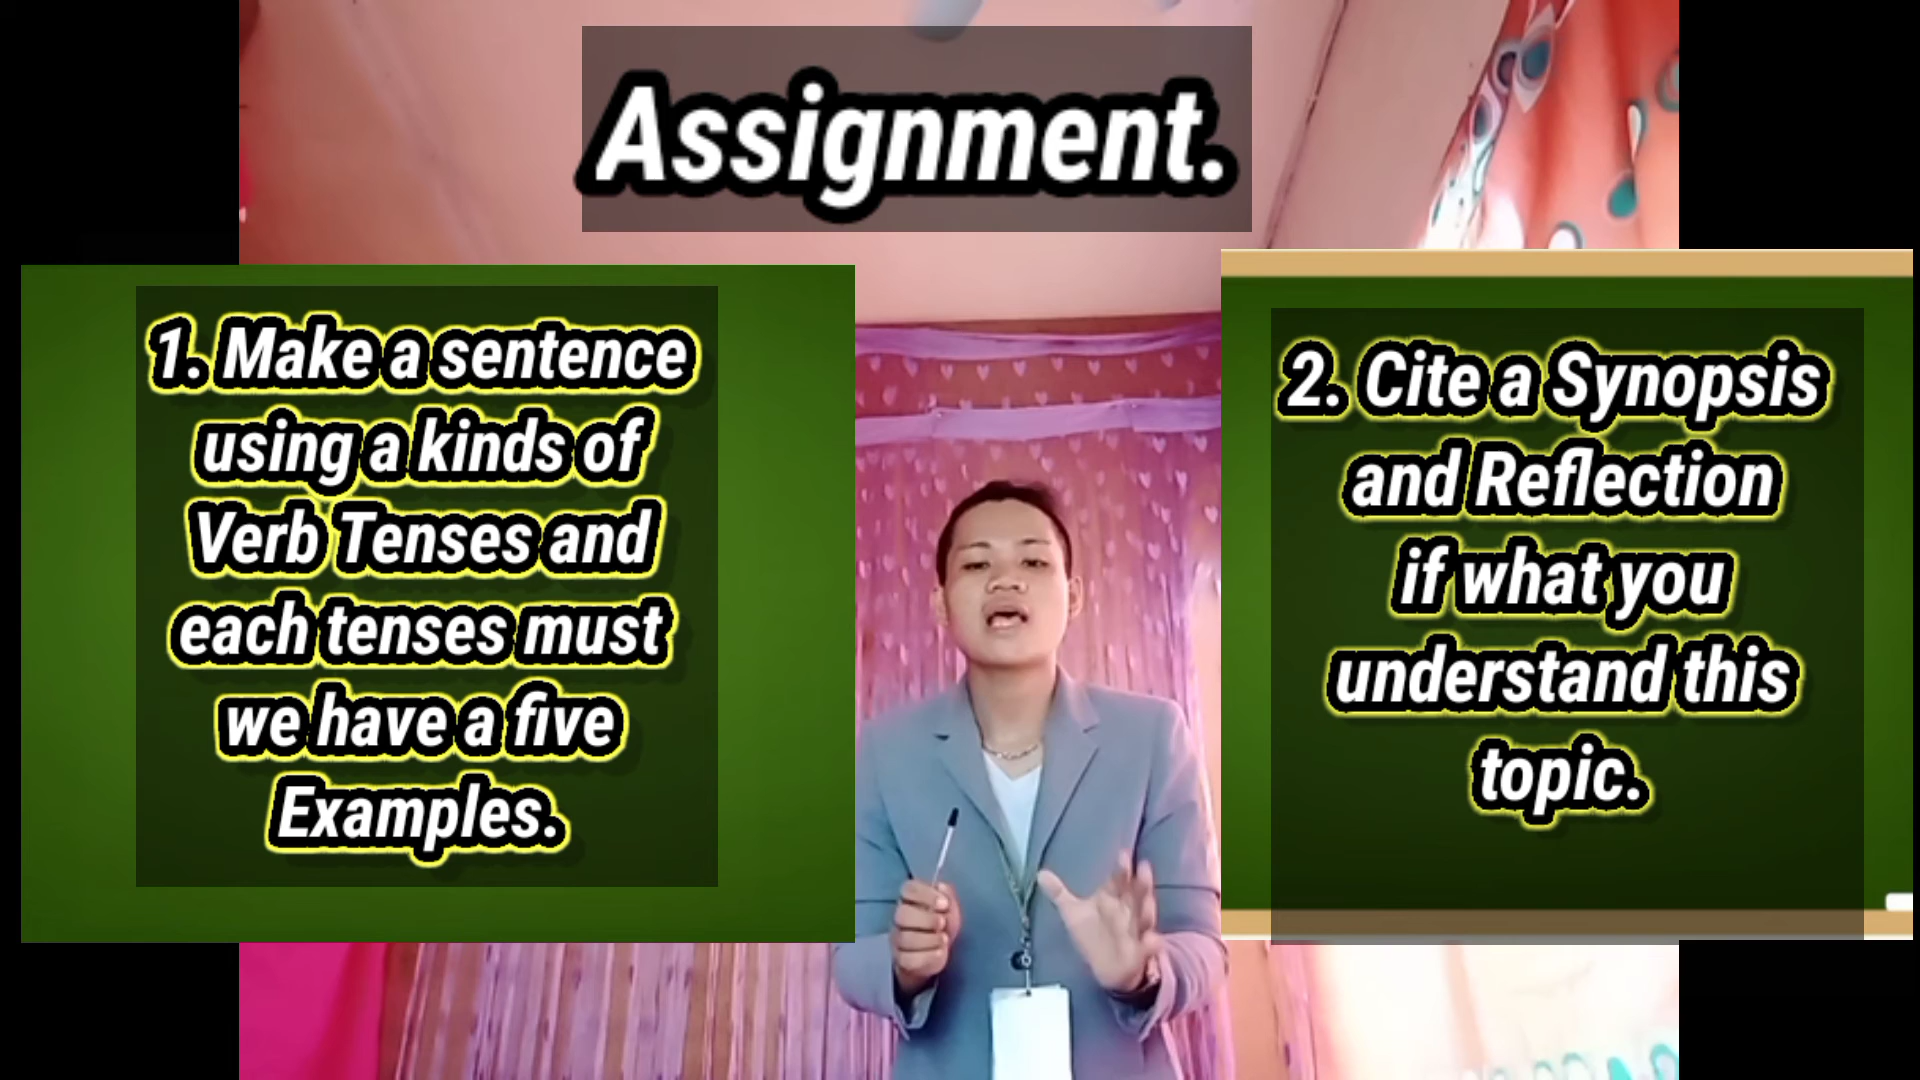 Assignment.
1. Make a sentence
using a kinds of
Verb Tenses and
each tenses must
we have a five
Examples.
2. Cite a Synopsis
and Reflection
if what you
understand this
topic.